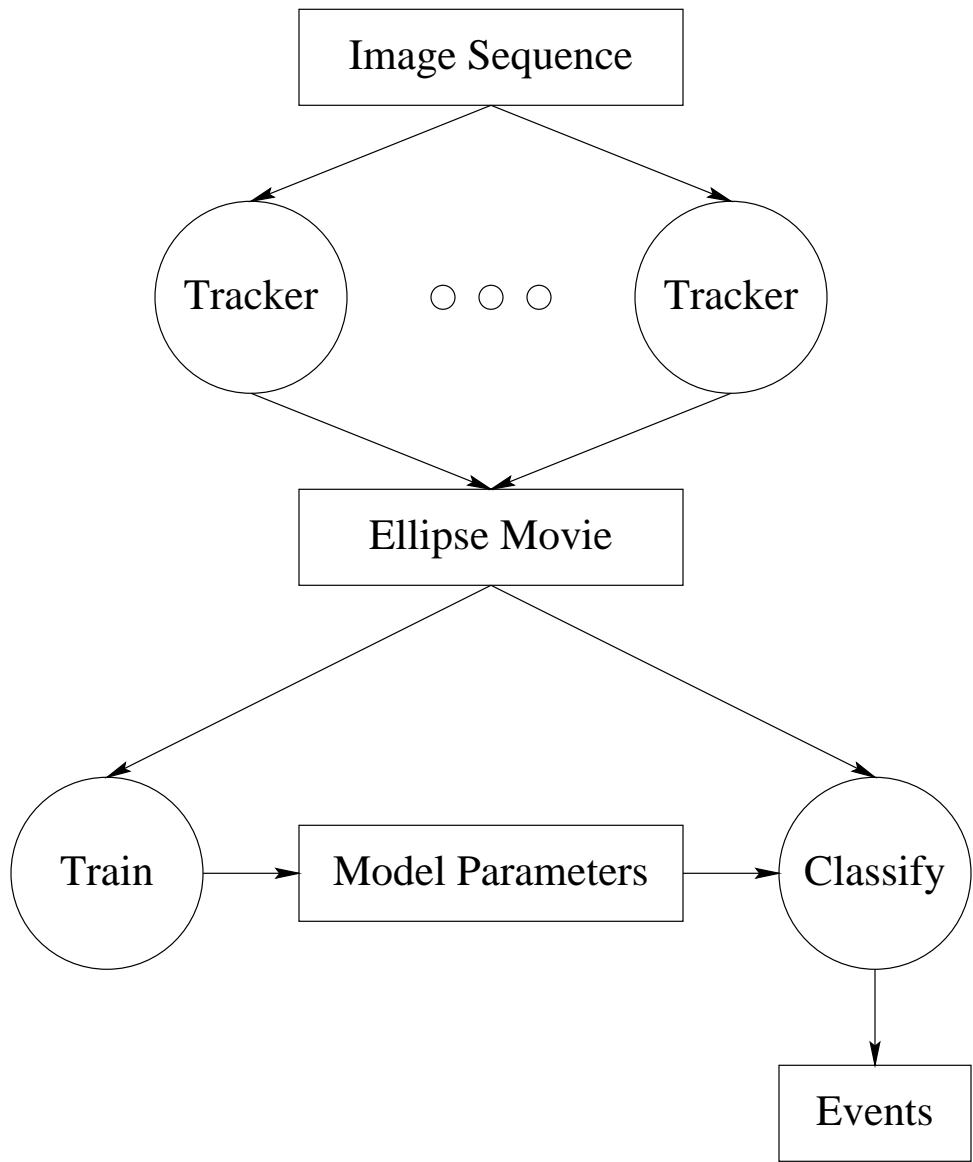 Image Sequence
Tracker
Tracker
Ellipse Movie
Train
Model Parameters
Classify
Events